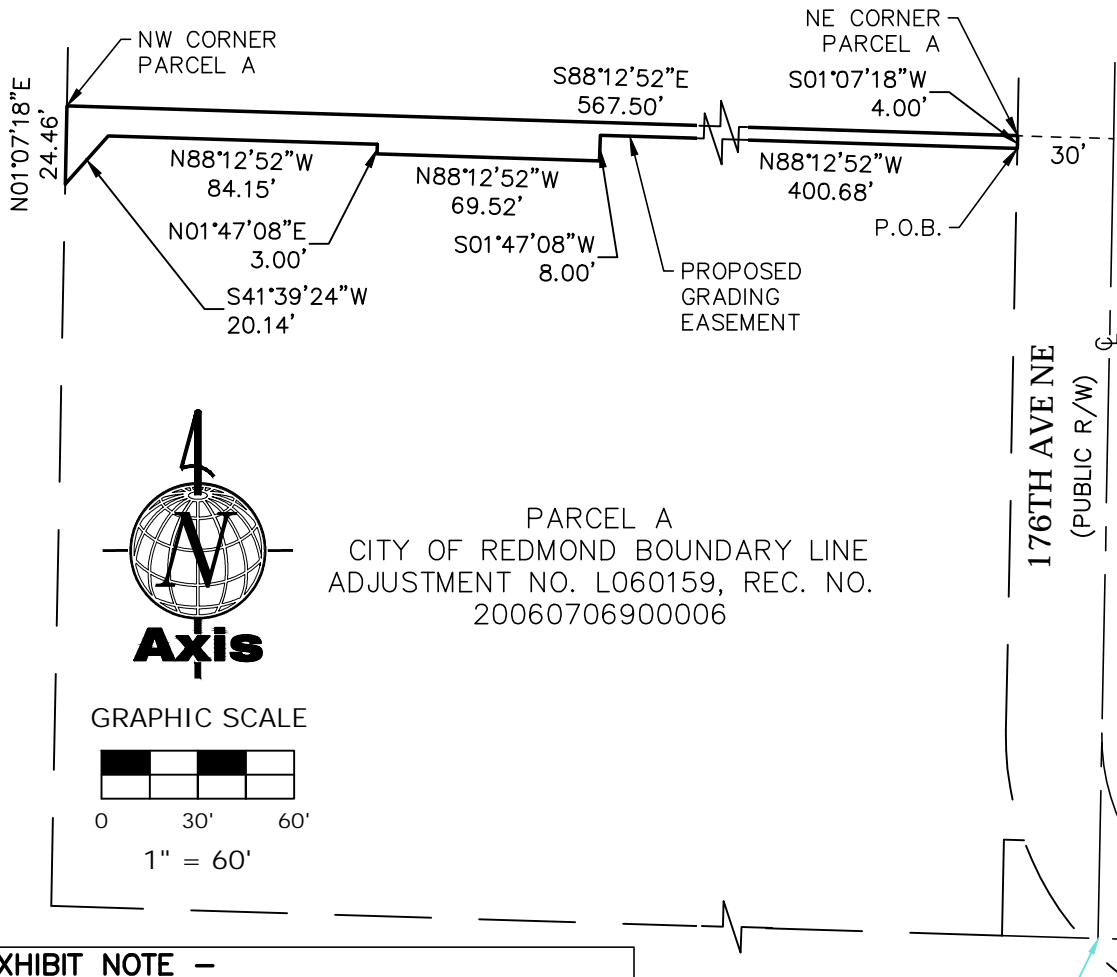 NW CORNER
PARCEL A
NE CORNER
PARCEL A
N01°07'18"E
24.46'
S88°12'52"E
567.50'
S01°07'18"W
4.00'
30'
N88°12'52"W
84.15'
N88°12'52"W
69.52'
N88°12'52"W
400.68'
N01°47'08"E
3.00'
S01°47'08"W
8.00'
P.O.B.
S41°39'24"W
20.14'
PROPOSED
GRADING
EASEMENT
176TH AVE NE
(PUBLIC R/W)
N
Axis
PARCEL A
CITY OF REDMOND BOUNDARY LINE
ADJUSTMENT NO. L060159, REC. NO.
20060706900006
GRAPHIC SCALE
0 30' 60'
1" = 60'
XHIBIT NOTE –